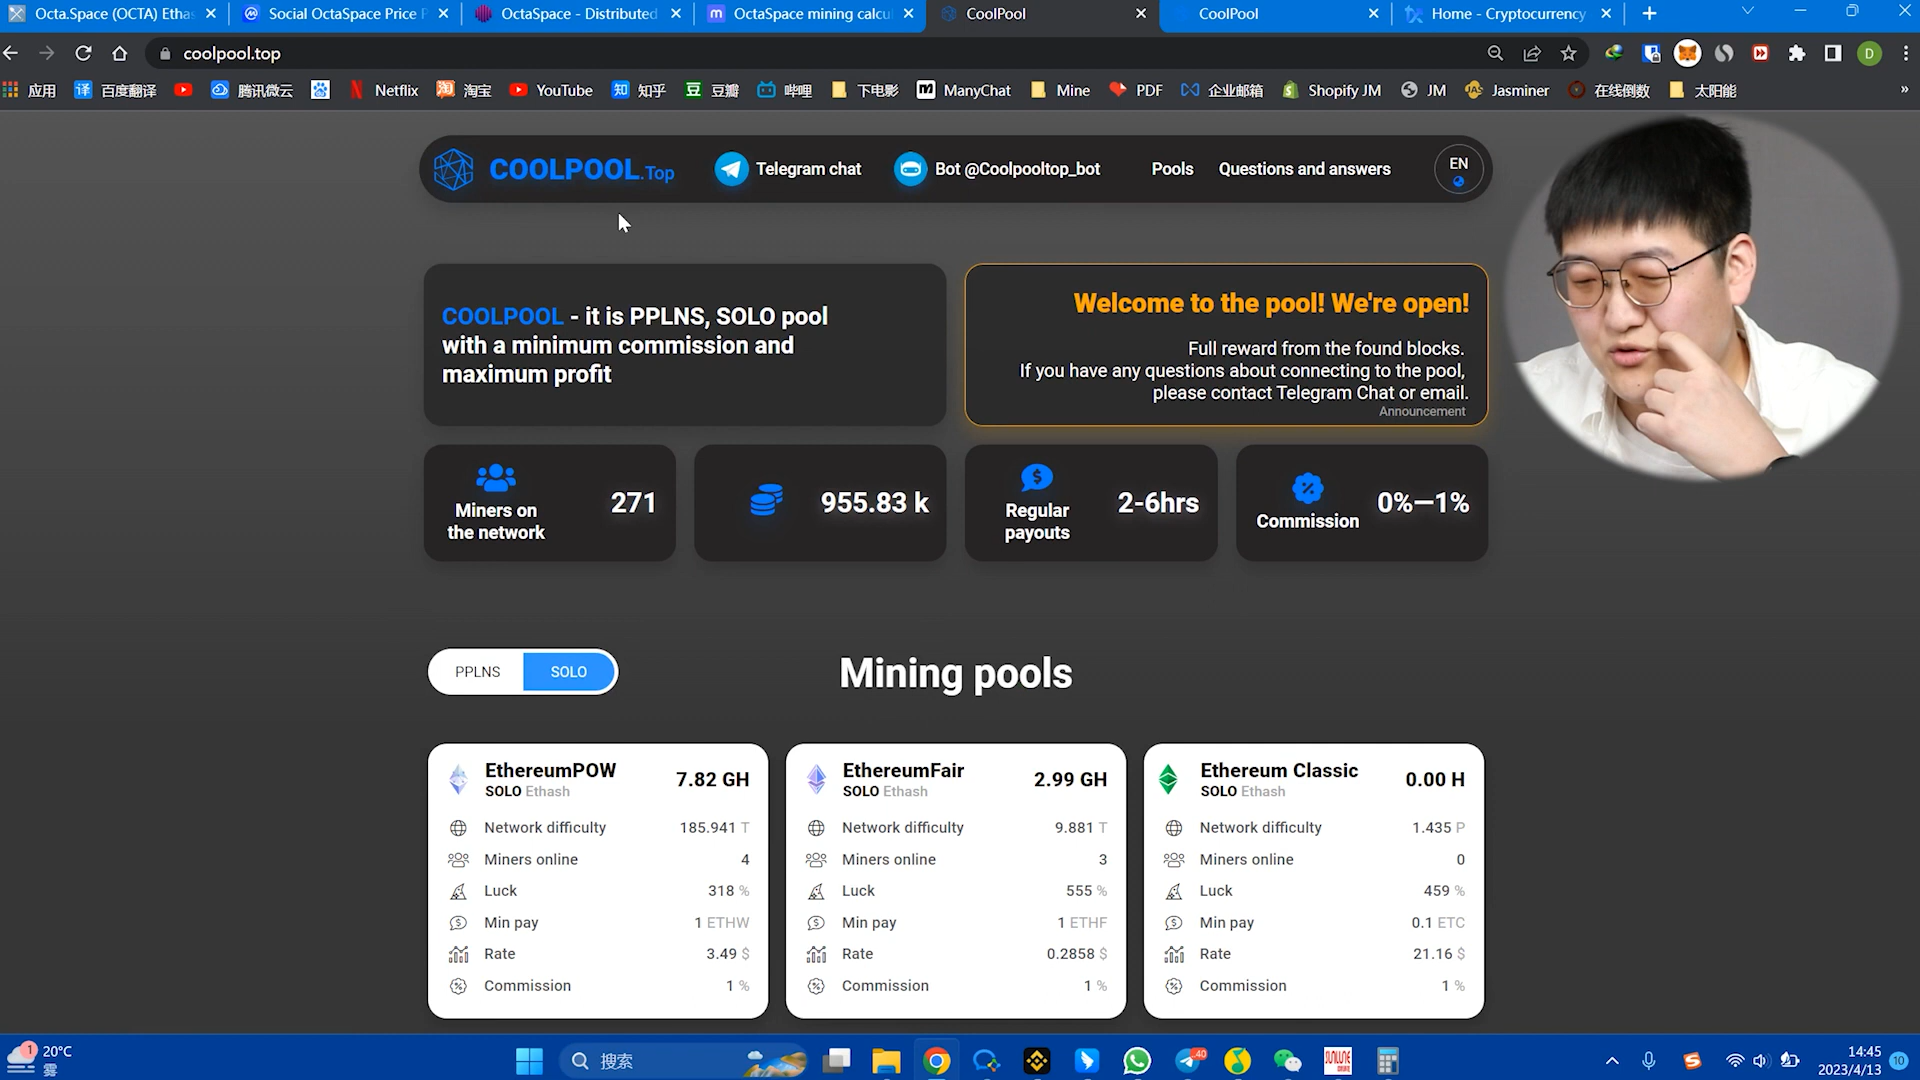 Octa.Space (OCTA) Ethas
Social OctaSpace Price P
OctaSpace - Distributed
OctaSpace mining calcu
CoolPool
CoolPool
Home - Cryptocurrency
coolpool.top
D
应用
译 百度翻译
腾讯微云
Netflix
淘 淘宝
YouTube
知 知乎
豆 豆瓣
哔哩
下电影
ManyChat
Mine
PDF
企业邮箱
Shopify JM
JM
Jasminer
在线倒数
太阳能
»
COOLPOOL.Top
Telegram chat
Bot @Coolpooltop_bot
Pools
Questions and answers
EN
COOLPOOL - it is PPLNS, SOLO pool
with a minimum commission and
maximum profit
Welcome to the pool! We're open!
Full reward from the found blocks.
If you have any questions about connecting to the pool,
please contact Telegram Chat or email.
Announcement
Miners on
the network
271
955.83 k
Regular
payouts
2-6hrs
Commission
0%—1%
PPLNS
SOLO
Mining pools
EthereumPOW
SOLO Ethash
7.82 GH
Network difficulty 185.941 T
Miners online 4
Luck 318 %
Min pay 1 ETHW
Rate 3.49 $
Commission 1 %
EthereumFair
SOLO Ethash
2.99 GH
Network difficulty 9.881 T
Miners online 3
Luck 555 %
Min pay 1 ETHF
Rate 0.2858 $
Commission 1 %
Ethereum Classic
SOLO Ethash
0.00 H
Network difficulty 1.435 P
Miners online 0
Luck 459 %
Min pay 0.1 ETC
Rate 21.16 $
Commission 1 %
1
20°C
雾
搜索
40
14:45
2023/4/13
10